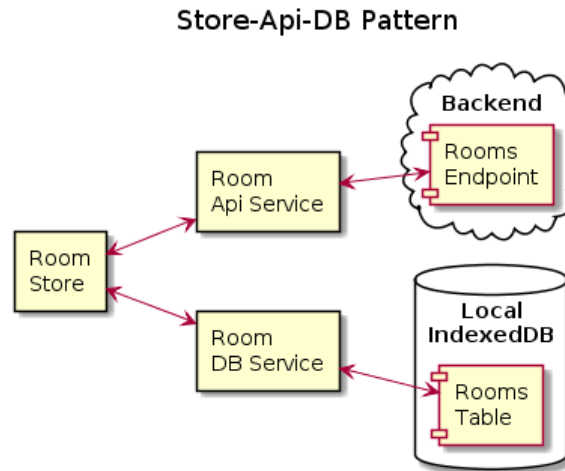 Store-Api-DB Pattern
Backend
Rooms
Endpoint
Room
Api Service
Room
Store
Room
DB Service
Local
IndexedDB
Rooms
Table